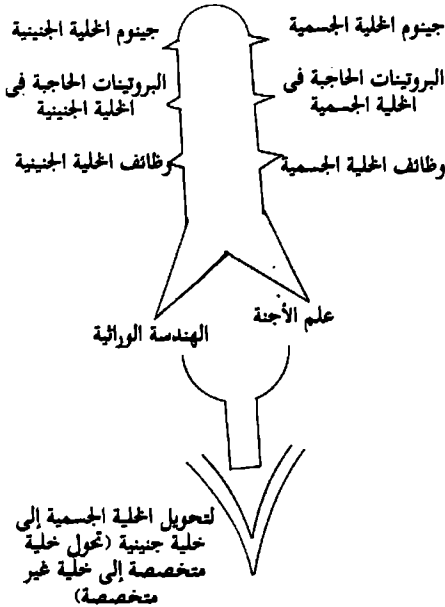 جينوم الخلية الجسمية
جينوم الخلية الجنينية
البروتينات الحاجبة فى
الخلية الجسمية
البروتينات الحاجبة فى
الخلية الجنينية
وظائف الخلية الجسمية
وظائف الخلية الجنينية
علم الأجنة
الهندسة الوراثية
لتحويل الخلية الجسمية إلى
خلية جنينية (تحول خلية
متخصصة إلى خلية غير
متخصصة)